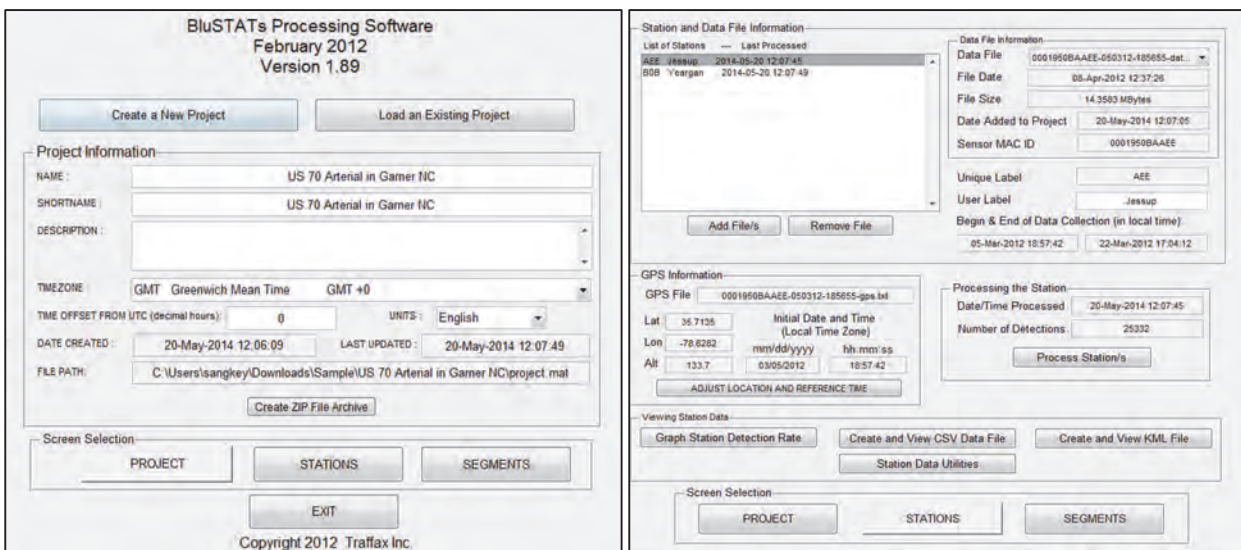 BluSTATs Processing Software
February 2012
Version 1.89
Create a New Project
Load an Existing Project
Project Information
NAME :
US 70 Arterial in Garner NC
SHORTNAME :
US 70 Arterial in Garner NC
DESCRIPTION :
TIMEZONE :
GMT Greenwich Mean Time GMT +0
TIME OFFSET FROM UTC (decimal hours):
0
UNITS :
English
DATE CREATED :
20-May-2014 12:06:09
LAST UPDATED :
20-May-2014 12:07:49
FILE PATH:
C:\Users\sangkey\Downloads\Sample\US 70 Arterial in Garner NC\project.mat
Create ZIP File Archive
Screen Selection
PROJECT
STATIONS
SEGMENTS
EXIT
Copyright 2012 Traffax Inc.
Station and Data File Information
List of Stations --- Last Processed
AEE Jessup 2014-05-20 12:07:45
B0B Yeargan 2014-05-20 12:07:49
Add File/s
Remove File
Data File Information
Data File
0001950BAAEE-050312-185655-dat...
File Date
08-Apr-2012 12:37:26
File Size
14.3583 MBytes
Date Added to Project
20-May-2014 12:07:05
Sensor MAC ID
0001950BAAEE
Unique Label
AEE
User Label
Jessup
Begin & End of Data Collection (in local time)
05-Mar-2012 18:57:42
22-Mar-2012 17:04:12
GPS Information
GPS File
0001950BAAEE-050312-185655-gps.txt
Lat
35.7135
Lon
-78.6282
Alt
133.7
Initial Date and Time
(Local Time Zone)
mm/dd/yyyy
hh:mm:ss
03/05/2012
18:57:42
ADJUST LOCATION AND REFERENCE TIME
Processing the Station
Date/Time Processed
20-May-2014 12:07:45
Number of Detections
25332
Process Station/s
Viewing Station Data
Graph Station Detection Rate
Create and View CSV Data File
Create and View KML File
Station Data Utilities
Screen Selection
PROJECT
STATIONS
SEGMENTS